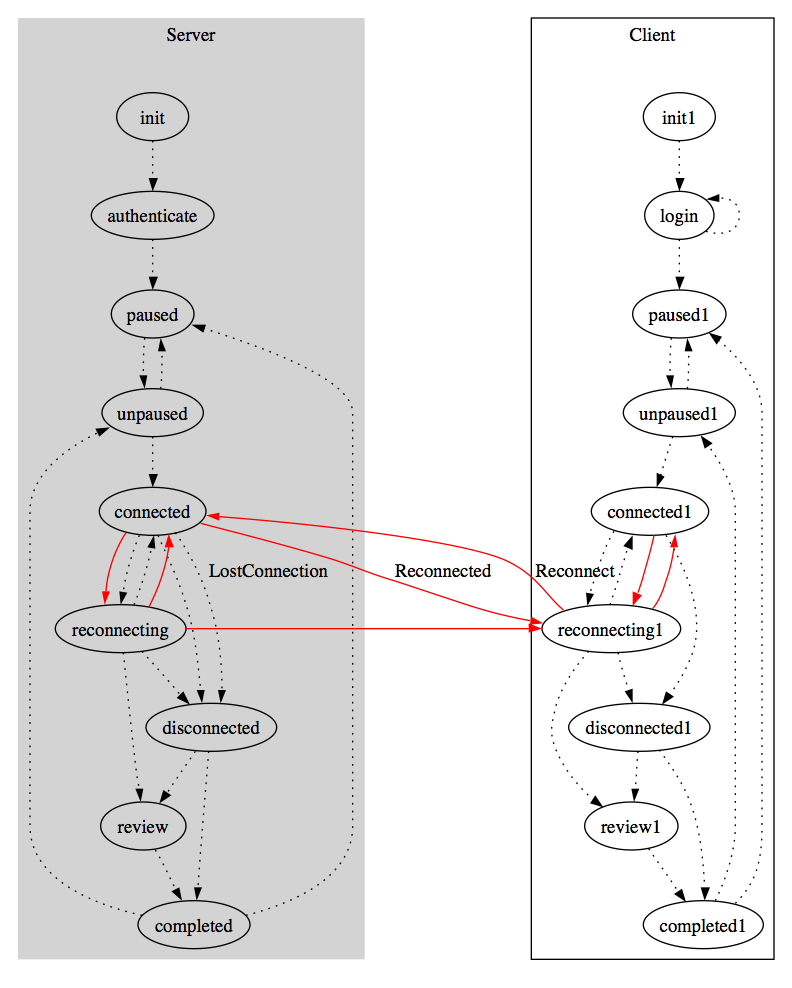 Server
Client
init
init1
authenticate
login
paused
paused1
unpaused
unpaused1
connected
connected1
LostConnection
Reconnected
Reconnect
reconnecting
reconnecting1
disconnected
disconnected1
review
review1
completed
completed1